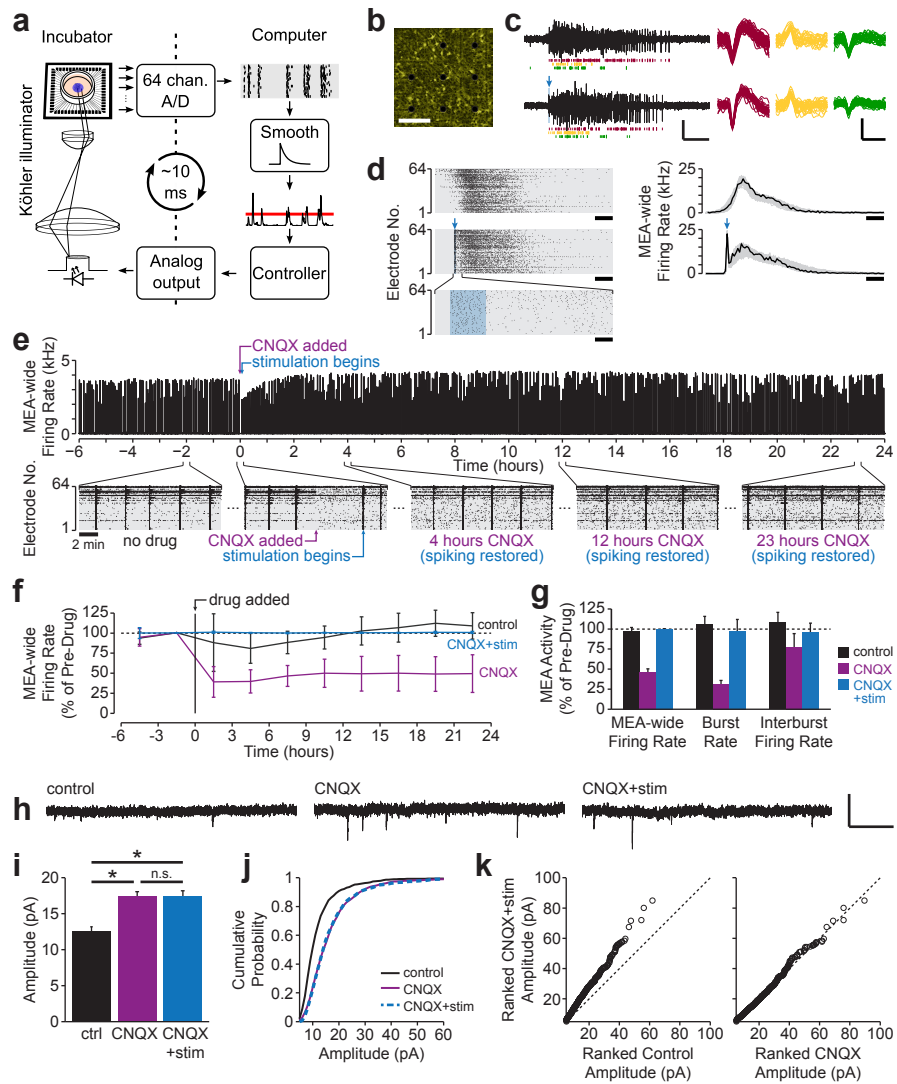 a
Incubator
Computer
64 chan.
A/D
Smooth
~10
ms
Köhler illuminator
Analog
output
Controller
b
c
d
64
1
64
1
64
1
Electrode No.
25
0
25
0
MEA-wide
Firing Rate (kHz)
e
CNQX added
stimulation begins
MEA-wide
Firing Rate (kHz)
5
0
−6 −4 −2 0 2 4 6 8 10 12 14 16 18 20 22 24
Time (hours)
Electrode No.
64
1
2 min
no drug
CNQX added
stimulation begins
...
...
...
...
4 hours CNQX
(spiking restored)
12 hours CNQX
(spiking restored)
23 hours CNQX
(spiking restored)
f
drug added
MEA-wide
Firing Rate
(% of Pre-Drug)
125
100
75
50
25
0
control
CNQX+stim
CNQX
-6 -3 0 3 6 9 12 15 18 21 24
Time (hours)
g
MEA Activity
(% of Pre-Drug)
125
100
75
50
25
0
control
CNQX
CNQX
+stim
MEA-wide
Firing Rate
Burst
Rate
Interburst
Firing Rate
h
control
CNQX
CNQX+stim
i
*
*
n.s.
Amplitude (pA)
20
15
10
5
0
ctrl
CNQX
CNQX
+stim
j
Cumulative
Probability
1
0.8
0.6
0.4
0.2
0
control
CNQX
CNQX+stim
10 20 30 40 50 60
Amplitude (pA)
k
Ranked CNQX+stim
Amplitude (pA)
100
80
60
40
20
20 40 60 80 100
Ranked Control
Amplitude (pA)
20 40 60 80 100
Ranked CNQX
Amplitude (pA)